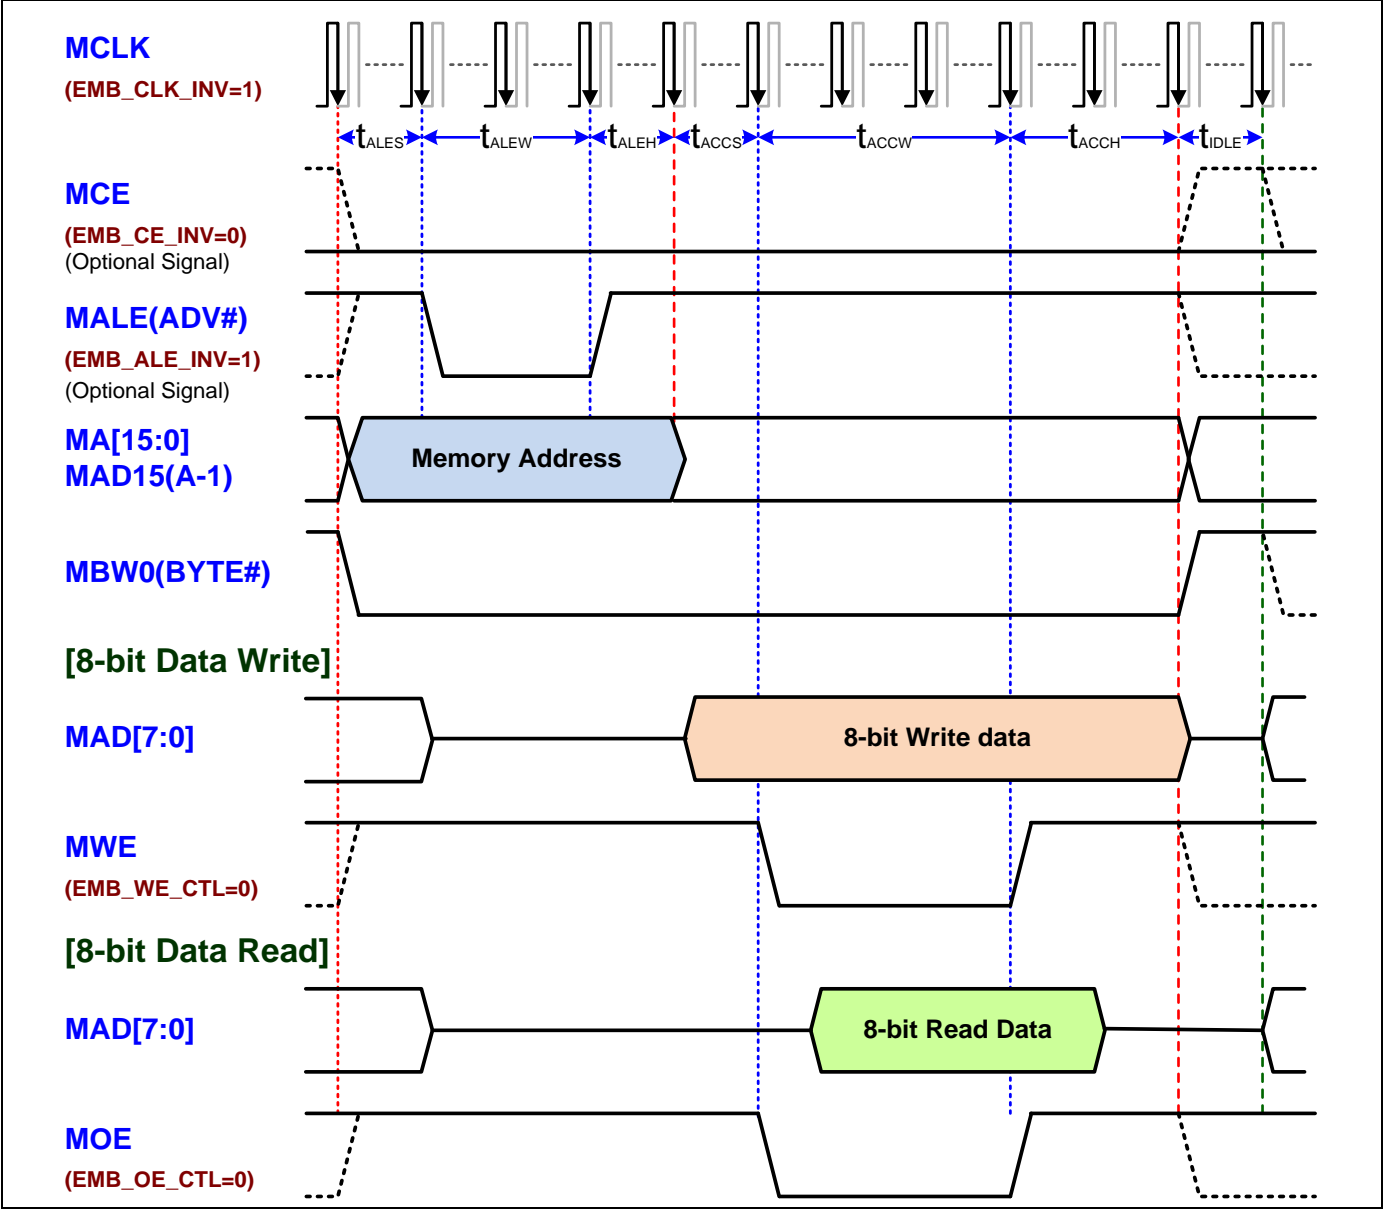 MCLK
(EMB_CLK_INV=1)
tALES tALEW tALEH tACCS tACCW tACCH tIDLE
MCE
(EMB_CE_INV=0)
(Optional Signal)
MALE(ADV#)
(EMB_ALE_INV=1)
(Optional Signal)
MA[15:0]
MAD15(A-1)
Memory Address
MBW0(BYTE#)
[8-bit Data Write]
MAD[7:0]
8-bit Write data
MWE
(EMB_WE_CTL=0)
[8-bit Data Read]
MAD[7:0]
8-bit Read Data
MOE
(EMB_OE_CTL=0)